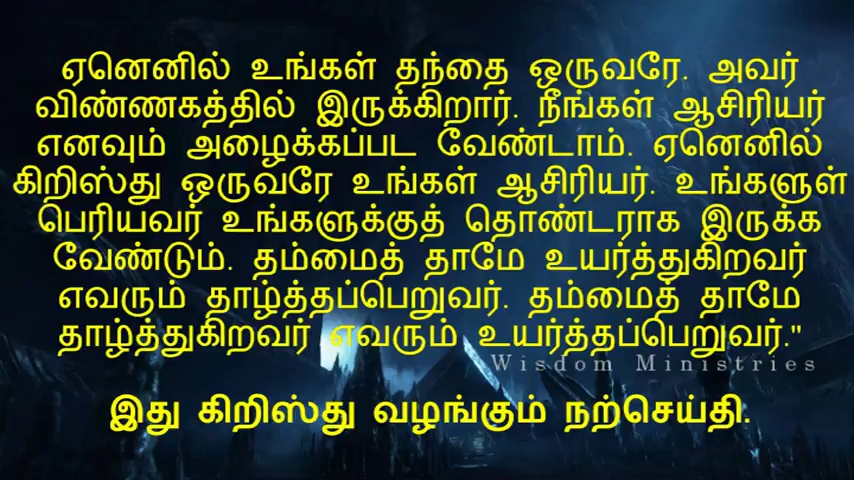 ஏனெனில் உங்கள் தந்தை ஒருவரே. அவர்
விண்ணகத்தில் இருக்கிறார். நீங்கள் ஆசிரியர்
எனவும் அழைக்கப்பட வேண்டாம். ஏனெனில்
கிறிஸ்து ஒருவரே உங்கள் ஆசிரியர். உங்களுள்
பெரியவர் உங்களுக்குத் தொண்டராக இருக்க
வேண்டும். தம்மைத் தாமே உயர்த்துகிறவர்
எவரும் தாழ்த்தப்பெறுவர். தம்மைத் தாமே
தாழ்த்துகிறவர் எவரும் உயர்த்தப்பெறுவர்."
Wisdom Ministries
இது கிறிஸ்து வழங்கும் நற்செய்தி.